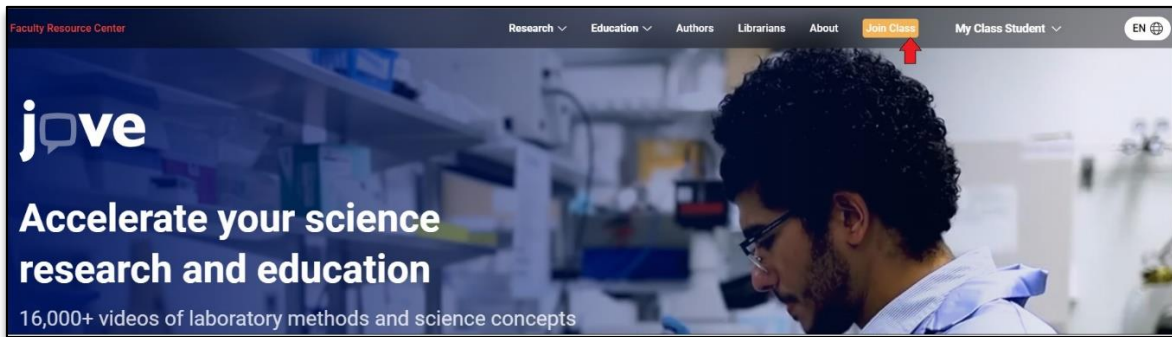 Faculty Resource Center Research Education Authors Librarians About Join Class My Class Student EN
jove
Accelerate your science
research and education
16,000+ videos of laboratory methods and science concepts